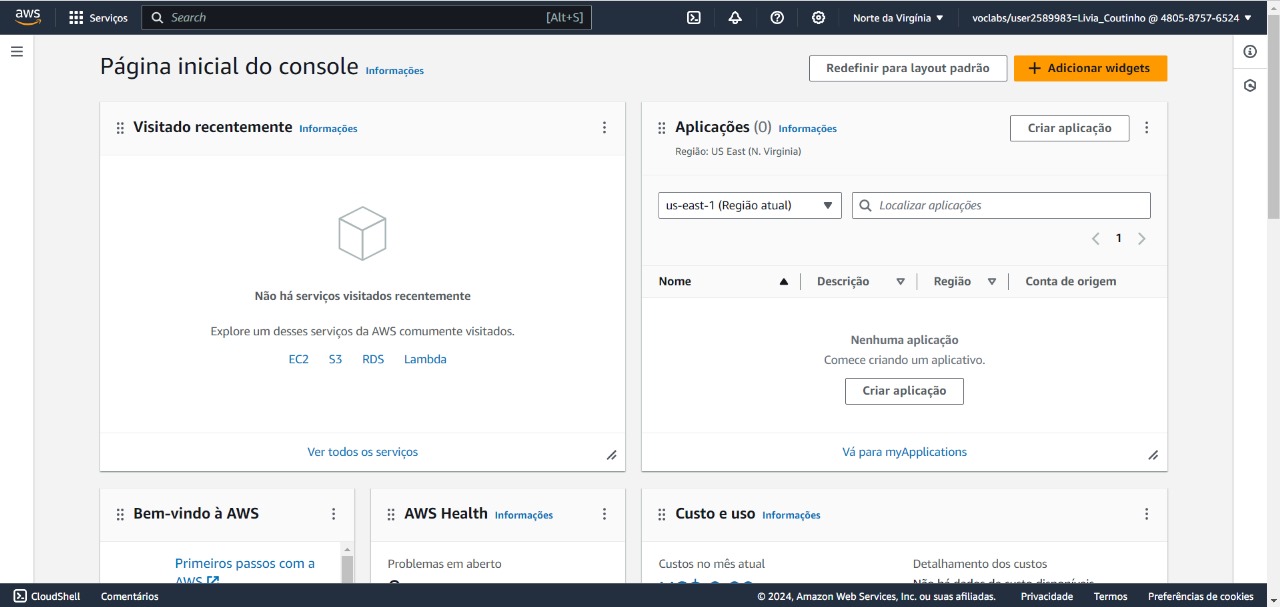 aws
Serviços
Search
[Alt+S]
Norte da Virgínia
voclabs/user2589983=Livia_Coutinho @ 4805-8757-6524
Página inicial do console Informações
Redefinir para layout padrão
Adicionar widgets
Visitado recentemente Informações
Não há serviços visitados recentemente
Explore um desses serviços da AWS comumente visitados.
EC2 S3 RDS Lambda
Ver todos os serviços
Aplicações (0) Informações
Região: US East (N. Virginia)
Criar aplicação
us-east-1 (Região atual)
Localizar aplicações
1
Nome Descrição Região Conta de origem
Nenhuma aplicação
Comece criando um aplicativo.
Criar aplicação
Vá para myApplications
Bem-vindo à AWS
Primeiros passos com a
AWS
AWS Health Informações
Problemas em aberto
Custo e uso Informações
Custos no mês atual
Detalhamento dos custos
Não há dados de custo disponíveis
CloudShell
Comentários
© 2024, Amazon Web Services, Inc. ou suas afiliadas.
Privacidade
Termos
Preferências de cookies